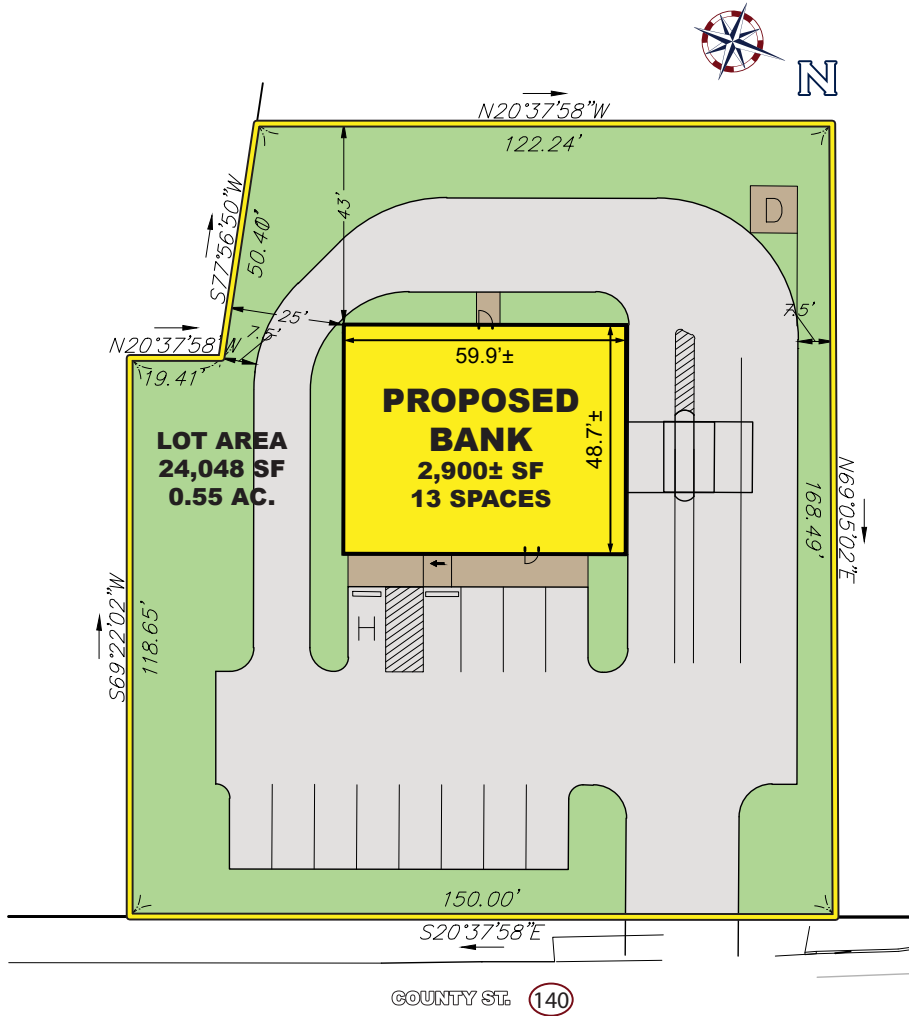 N
N20°37'58"W
122.24'
S77°56'50"W
50.40'
43'
D
25'
7.5'
7.5'
N20°37'58"W
19.41'
59.9'±
48.7'±
PROPOSED
BANK
2,900± SF
13 SPACES
LOT AREA
24,048 SF
0.55 AC.
N69°05'02"E
168.49'
S69°22'02"W
118.65'
H
150.00'
S20°37'58"E
COUNTY ST. 140